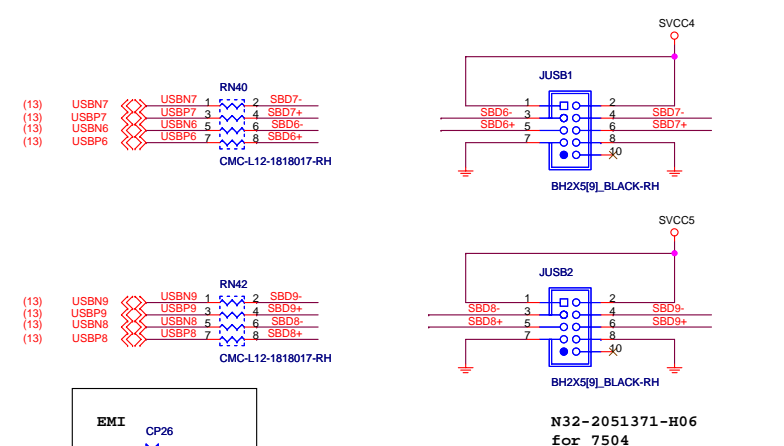 SVCC4
RN40
JUSB1
(13) USBN7 USBN7 1 2 SBD7-
(13) USBP7 USBP7 3 4 SBD7+
(13) USBN6 USBN6 5 6 SBD6-
(13) USBP6 USBP6 7 8 SBD6+
CMC-L12-1818017-RH
1 2
SBD6- 3 4 SBD7-
SBD6+ 5 6 SBD7+
7 8
10
BH2X5[9]_BLACK-RH
SVCC5
RN42
JUSB2
(13) USBN9 USBN9 1 2 SBD9-
(13) USBP9 USBP9 3 4 SBD9+
(13) USBN8 USBN8 5 6 SBD8-
(13) USBP8 USBP8 7 8 SBD8+
CMC-L12-1818017-RH
1 2
SBD8- 3 4 SBD9-
SBD8+ 5 6 SBD9+
7 8
10
BH2X5[9]_BLACK-RH
EMI
CP26
N32-2051371-H06
for 7504